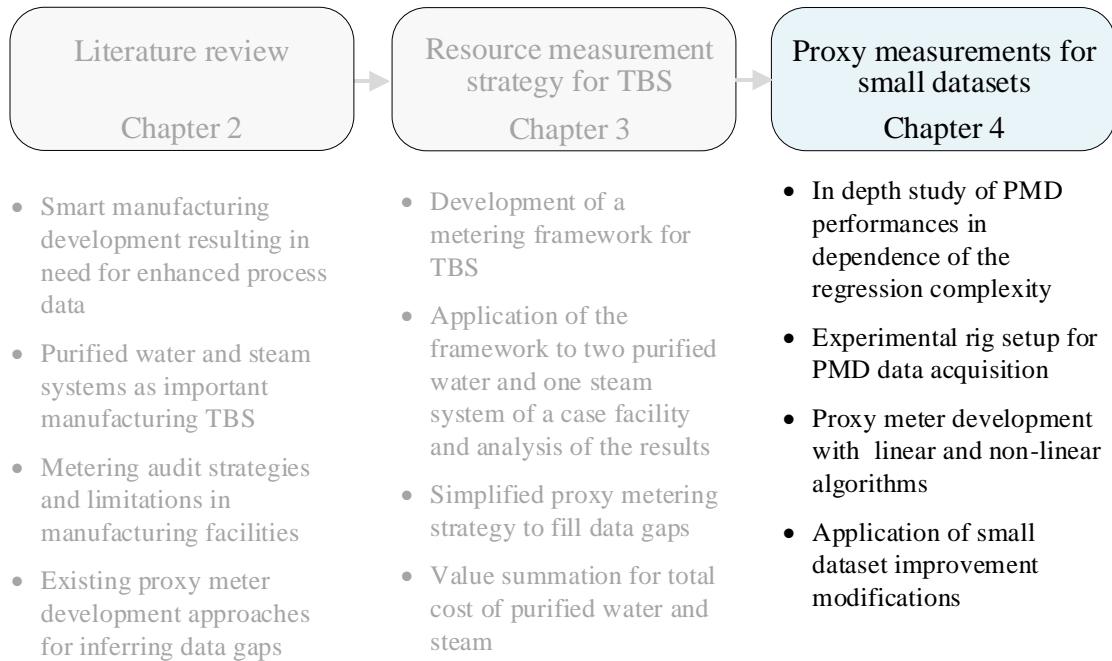 Literature review
Chapter 2
• Smart manufacturing
development resulting in
need for enhanced process
data
• Purified water and steam
systems as important
manufacturing TBS
• Metering audit strategies
and limitations in
manufacturing facilities
• Existing proxy meter
development approaches
for inferring data gaps
Resource measurement
strategy for TBS
Chapter 3
• Development of a
metering framework for
TBS
• Application of the
framework to two purified
water and one steam
system of a case facility
and analysis of the results
• Simplified proxy metering
strategy to fill data gaps
• Value summation for total
cost of purified water and
steam
Proxy measurements for
small datasets
Chapter 4
• In depth study of PMD
performances in
dependence of the
regression complexity
• Experimental rig setup for
PMD data acquisition
• Proxy meter development
with linear and non-linear
algorithms
• Application of small
dataset improvement
modifications